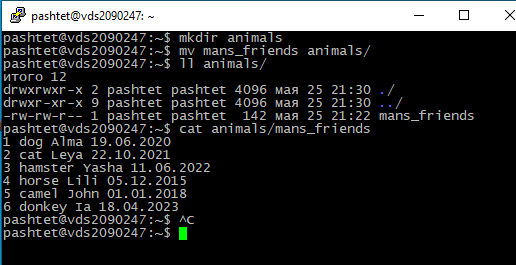 pashtet@vds2090247: ~
pashtet@vds2090247:~$ mkdir animals
pashtet@vds2090247:~$ mv mans_friends animals/
pashtet@vds2090247:~$ ll animals/
итого 12
drwxrwxr-x 2 pashtet pashtet 4096 мая 25 21:30 ./
drwxr-xr-x 9 pashtet pashtet 4096 мая 25 21:30 ../
-rw-rw-r-- 1 pashtet pashtet  142 мая 25 21:22 mans_friends
pashtet@vds2090247:~$ cat animals/mans_friends
1 dog Alma 19.06.2020
2 cat Leya 22.10.2021
3 hamster Yasha 11.06.2022
4 horse Lili 05.12.2015
5 camel John 01.01.2018
6 donkey Ia 18.04.2023
pashtet@vds2090247:~$ ^C
pashtet@vds2090247:~$